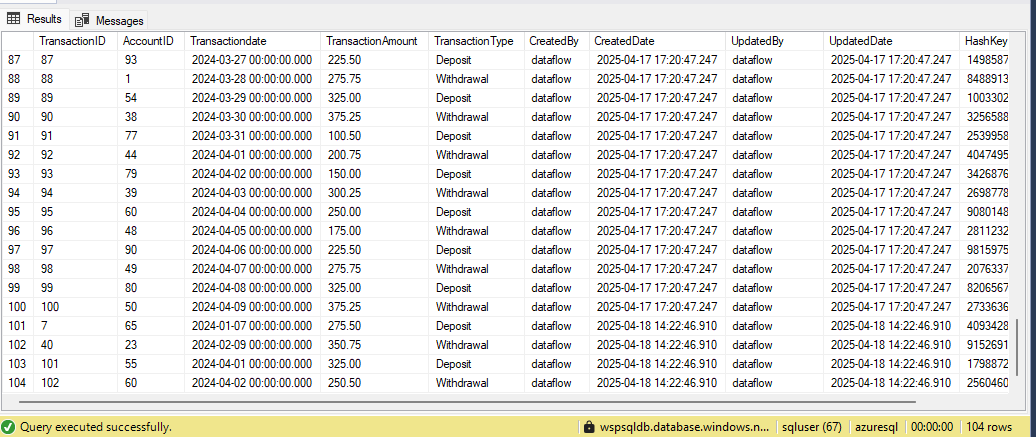 Results Messages
TransactionID AccountID Transactiondate TransactionAmount TransactionType CreatedBy CreatedDate UpdatedBy UpdatedDate HashKey
87 87 93 2024-03-27 00:00:00.000 225.50 Deposit dataflow 2025-04-17 17:20:47.247 dataflow 2025-04-17 17:20:47.247 1498587
88 88 1 2024-03-28 00:00:00.000 275.75 Withdrawal dataflow 2025-04-17 17:20:47.247 dataflow 2025-04-17 17:20:47.247 8488913
89 89 54 2024-03-29 00:00:00.000 325.00 Deposit dataflow 2025-04-17 17:20:47.247 dataflow 2025-04-17 17:20:47.247 1003302
90 90 38 2024-03-30 00:00:00.000 375.25 Withdrawal dataflow 2025-04-17 17:20:47.247 dataflow 2025-04-17 17:20:47.247 3256588
91 91 77 2024-03-31 00:00:00.000 100.50 Deposit dataflow 2025-04-17 17:20:47.247 dataflow 2025-04-17 17:20:47.247 2539958
92 92 44 2024-04-01 00:00:00.000 200.75 Withdrawal dataflow 2025-04-17 17:20:47.247 dataflow 2025-04-17 17:20:47.247 4047495
93 93 79 2024-04-02 00:00:00.000 150.00 Deposit dataflow 2025-04-17 17:20:47.247 dataflow 2025-04-17 17:20:47.247 3426876
94 94 39 2024-04-03 00:00:00.000 300.25 Withdrawal dataflow 2025-04-17 17:20:47.247 dataflow 2025-04-17 17:20:47.247 2698778
95 95 60 2024-04-04 00:00:00.000 250.00 Deposit dataflow 2025-04-17 17:20:47.247 dataflow 2025-04-17 17:20:47.247 9080148
96 96 48 2024-04-05 00:00:00.000 175.00 Withdrawal dataflow 2025-04-17 17:20:47.247 dataflow 2025-04-17 17:20:47.247 2811232
97 97 90 2024-04-06 00:00:00.000 225.50 Deposit dataflow 2025-04-17 17:20:47.247 dataflow 2025-04-17 17:20:47.247 9815975
98 98 49 2024-04-07 00:00:00.000 275.75 Withdrawal dataflow 2025-04-17 17:20:47.247 dataflow 2025-04-17 17:20:47.247 2076337
99 99 80 2024-04-08 00:00:00.000 325.00 Deposit dataflow 2025-04-17 17:20:47.247 dataflow 2025-04-17 17:20:47.247 8206567
100 100 50 2024-04-09 00:00:00.000 375.25 Withdrawal dataflow 2025-04-17 17:20:47.247 dataflow 2025-04-17 17:20:47.247 2733636
101 7 65 2024-01-07 00:00:00.000 275.50 Deposit dataflow 2025-04-18 14:22:46.910 dataflow 2025-04-18 14:22:46.910 4093428
102 40 23 2024-02-09 00:00:00.000 350.75 Withdrawal dataflow 2025-04-18 14:22:46.910 dataflow 2025-04-18 14:22:46.910 9152691
103 101 55 2024-04-01 00:00:00.000 325.00 Deposit dataflow 2025-04-18 14:22:46.910 dataflow 2025-04-18 14:22:46.910 1798872
104 102 60 2024-04-02 00:00:00.000 250.50 Withdrawal dataflow 2025-04-18 14:22:46.910 dataflow 2025-04-18 14:22:46.910 2560460
Query executed successfully. wspsqldb.database.windows.n... sqluser (67) azuresql 00:00:00 104 rows